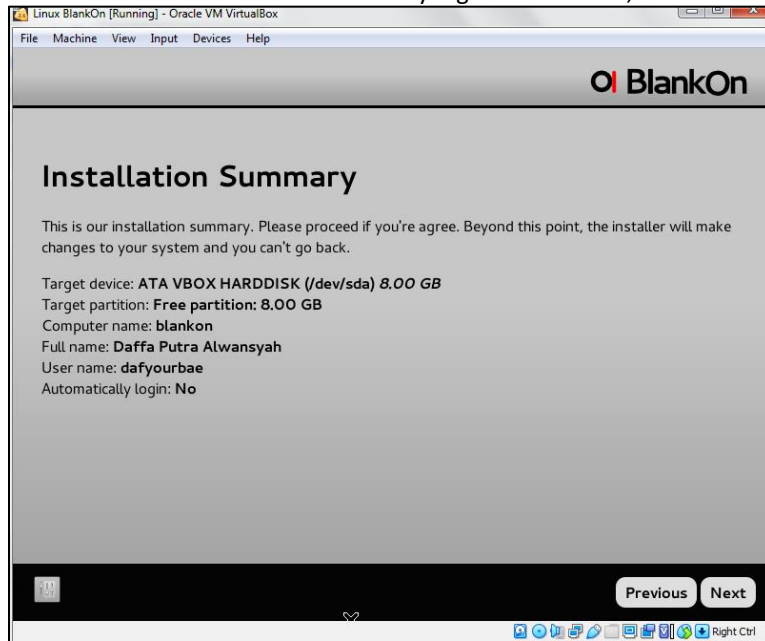 Linux BlankOn [Running] - Oracle VM VirtualBox
File Machine View Input Devices Help
BlankOn
Installation Summary
This is our installation summary. Please proceed if you're agree. Beyond this point, the installer will make
changes to your system and you can't go back.
Target device: ATA VBOX HARDDISK (/dev/sda) 8.00 GB
Target partition: Free partition: 8.00 GB
Computer name: blankon
Full name: Daffa Putra Alwansyah
User name: dafyourbae
Automatically login: No
Previous Next
Right Ctrl